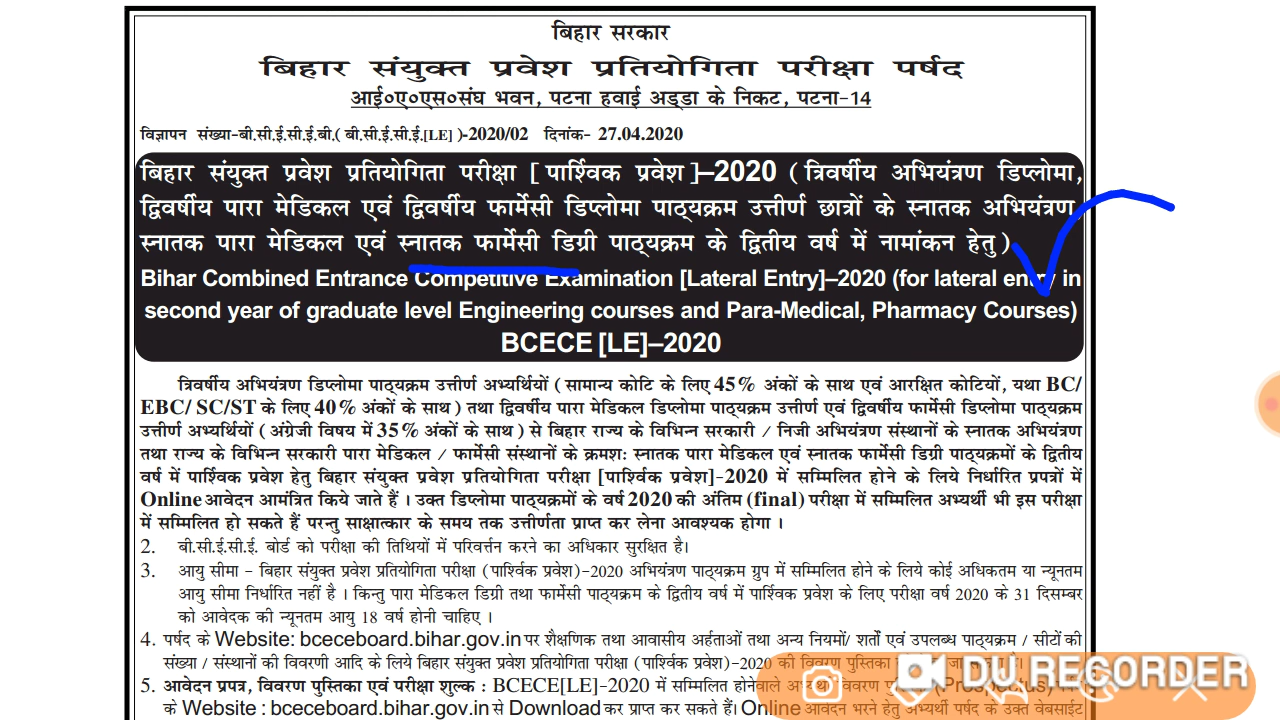 बिहार सरकार
बिहार संयुक्त प्रवेश प्रतियोगिता परीक्षा पर्षद
आई०ए०एस०संघ भवन, पटना हवाई अड्डा के निकट, पटना-14
विज्ञापन संख्या-बी.सी.ई.सी.ई.बी.( बी.सी.ई.सी.ई.[LE] )-2020/02 दिनांक- 27.04.2020
बिहार संयुक्त प्रवेश प्रतियोगिता परीक्षा [ पार्श्विक प्रवेश ]–2020 ( त्रिवर्षीय अभियंत्रण डिप्लोमा,
द्विवर्षीय पारा मेडिकल एवं द्विवर्षीय फार्मेसी डिप्लोमा पाठ्यक्रम उत्तीर्ण छात्रों के स्नातक अभियंत्रण,
स्नातक पारा मेडिकल एवं स्नातक फार्मेसी डिग्री पाठ्यक्रम के द्वितीय वर्ष में नामांकन हेतु )
Bihar Combined Entrance Competitive Examination [Lateral Entry]–2020 (for lateral entry in
second year of graduate level Engineering courses and Para-Medical, Pharmacy Courses)
BCECE [LE]–2020
त्रिवर्षीय अभियंत्रण डिप्लोमा पाठ्यक्रम उत्तीर्ण अभ्यर्थियों ( सामान्य कोटि के लिए 45% अंकों के साथ एवं आरक्षित कोटियों, यथा BC/
EBC/ SC/ST के लिए 40% अंकों के साथ ) तथा द्विवर्षीय पारा मेडिकल डिप्लोमा पाठ्यक्रम उत्तीर्ण एवं द्विवर्षीय फार्मेसी डिप्लोमा पाठ्यक्रम
उत्तीर्ण अभ्यर्थियों ( अंग्रेजी विषय में 35% अंकों के साथ ) से बिहार राज्य के विभिन्न सरकारी / निजी अभियंत्रण संस्थानों के स्नातक अभियंत्रण
तथा राज्य के विभिन्न सरकारी पारा मेडिकल / फार्मेसी संस्थानों के क्रमशः स्नातक पारा मेडिकल एवं स्नातक फार्मेसी डिग्री पाठ्यक्रमों के द्वितीय
वर्ष में पार्श्विक प्रवेश हेतु बिहार संयुक्त प्रवेश प्रतियोगिता परीक्षा [पार्श्विक प्रवेश]-2020 में सम्मिलित होने के लिये निर्धारित प्रपत्रों में
Online आवेदन आमंत्रित किये जाते हैं । उक्त डिप्लोमा पाठ्यक्रमों के वर्ष 2020 की अंतिम (final) परीक्षा में सम्मिलित अभ्यर्थी भी इस परीक्षा
में सम्मिलित हो सकते हैं परन्तु साक्षात्कार के समय तक उत्तीर्णता प्राप्त कर लेना आवश्यक होगा ।
2. बी.सी.ई.सी.ई. बोर्ड को परीक्षा की तिथियों में परिवर्त्तन करने का अधिकार सुरक्षित है।
3. आयु सीमा – बिहार संयुक्त प्रवेश प्रतियोगिता परीक्षा (पार्श्विक प्रवेश)-2020 अभियंत्रण पाठ्यक्रम ग्रुप में सम्मिलित होने के लिये कोई अधिकतम या न्यूनतम
आयु सीमा निर्धारित नहीं है । किन्तु पारा मेडिकल डिग्री तथा फार्मेसी पाठ्यक्रम के द्वितीय वर्ष में पार्श्विक प्रवेश के लिए परीक्षा वर्ष 2020 के 31 दिसम्बर
को आवेदक की न्यूनतम आयु 18 वर्ष होनी चाहिए ।
4. पर्षद के Website: bceceboard.bihar.gov.in पर शैक्षणिक तथा आवासीय अर्हताओं तथा अन्य नियमों/ शर्तों एवं उपलब्ध पाठ्यक्रम / सीटों की
संख्या / संस्थानों की विवरणी आदि के लिये बिहार संयुक्त प्रवेश प्रतियोगिता परीक्षा (पार्श्विक प्रवेश)-2020 की विवरण पुस्तिका
DU RECORDER
5. आवेदन प्रपत्र, विवरण पुस्तिका एवं परीक्षा शुल्क : BCECE[LE]-2020 में सम्मिलित होनेवाले विवरण
के Website : bceceboard.bihar.gov.in से Download कर प्राप्त कर सकते हैं। Online आवेदन भरने हेतु अभ्यर्थी पर्षद के उक्त वेबसाईट